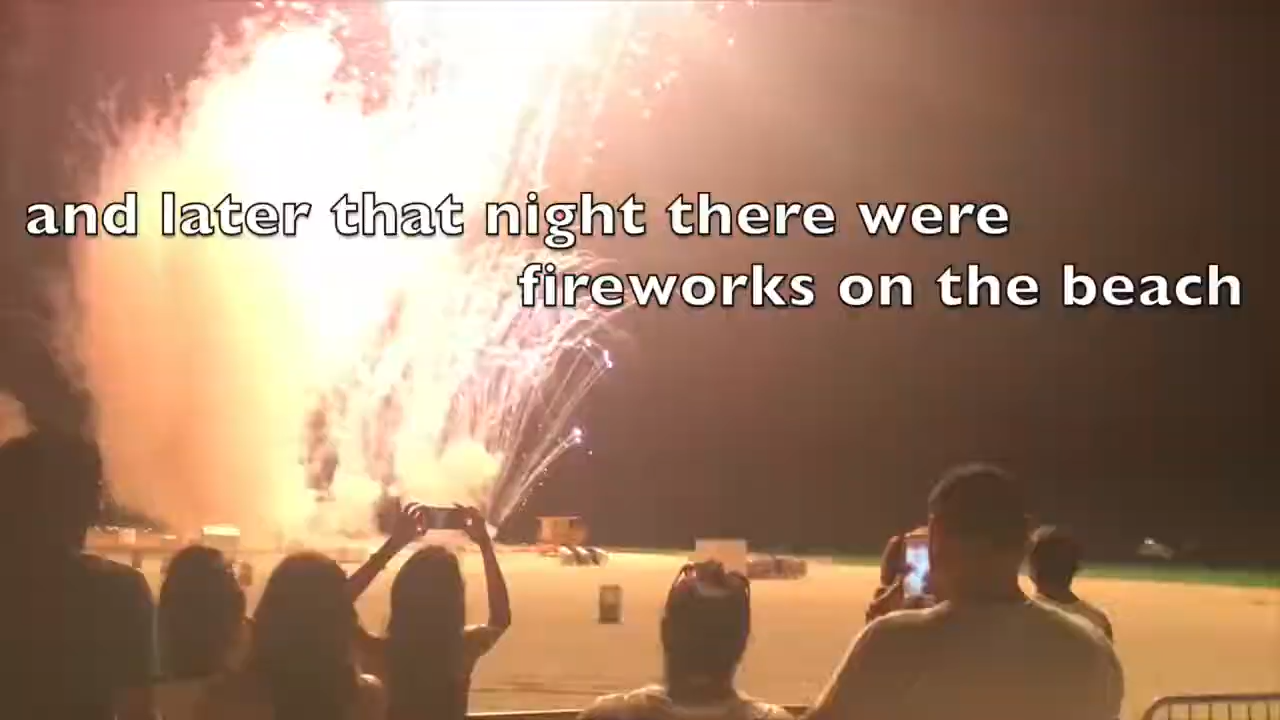 and later that night there were
fireworks on the beach